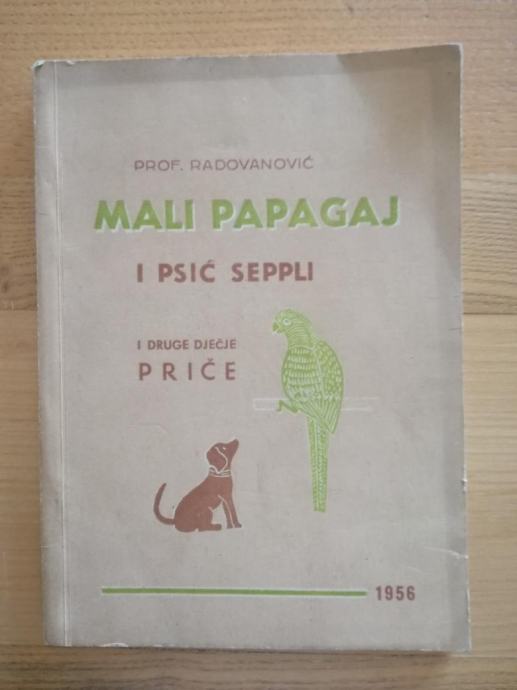 PROF. RADOVANOVIĆ
MALI PAPAGAJ
I PSIĆ SEPPLI
I DRUGE DJEČJE
PRIČE
1956